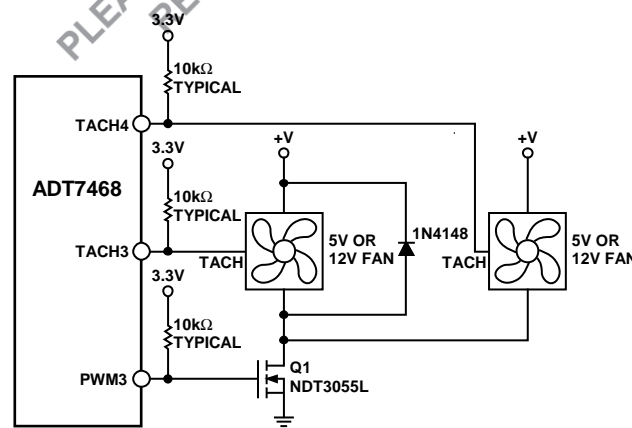 3.3V
10kΩ
TYPICAL
TACH4
+V
+V
3.3V
ADT7468
10kΩ
TYPICAL
5V OR
12V FAN
1N4148
5V OR
12V FAN
TACH3
TACH
TACH
3.3V
10kΩ
TYPICAL
Q1
NDT3055L
PWM3